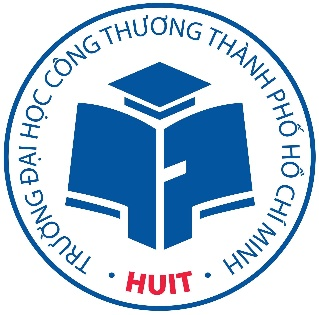 TRƯỜNG ĐẠI HỌC CÔNG THƯƠNG THÀNH PHỐ HỒ CHÍ MINH
HUIT